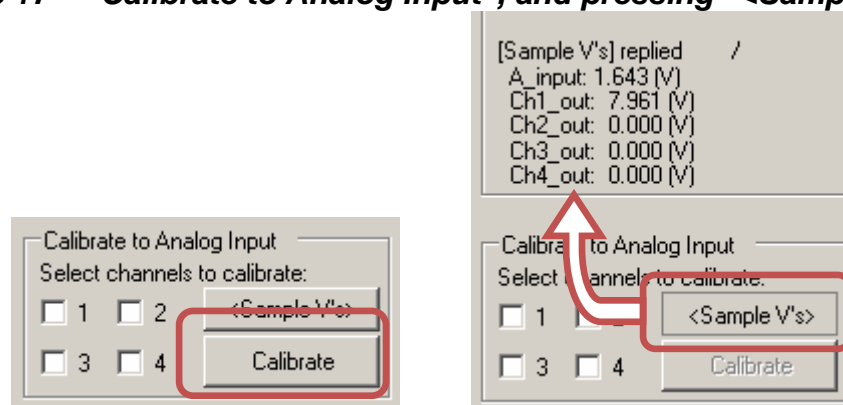 "Calibrate to Analog Input", and pressing "<Samp
[Sample V's] replied /
A_input: 1.643 (V)
Ch1_out: 7.961 (V)
Ch2_out: 0.000 (V)
Ch3_out: 0.000 (V)
Ch4_out: 0.000 (V)
Calibrate to Analog Input
Select channels to calibrate:
1 2 <Sample V's>
3 4 Calibrate
Calibra to Analog Input
Select annels to calibrate:
1 <Sample V's>
3 4 Calibrate